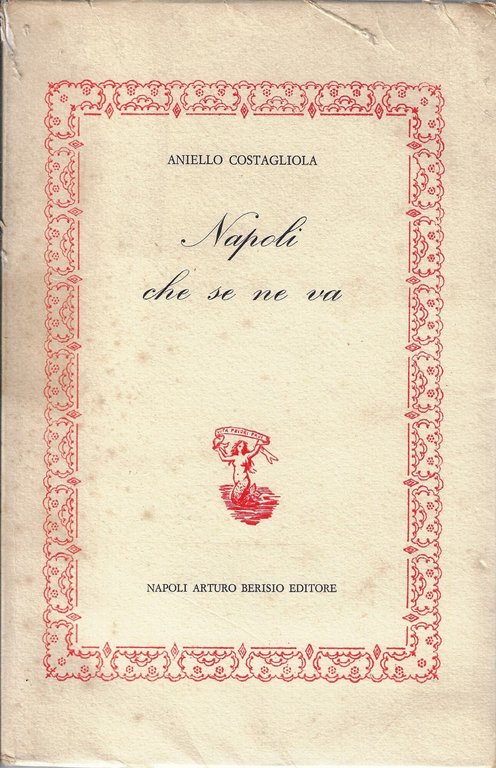 ANIELLO COSTAGLIOLA
Napoli
che se ne va
NAPOLI ARTURO BERISIO EDITORE